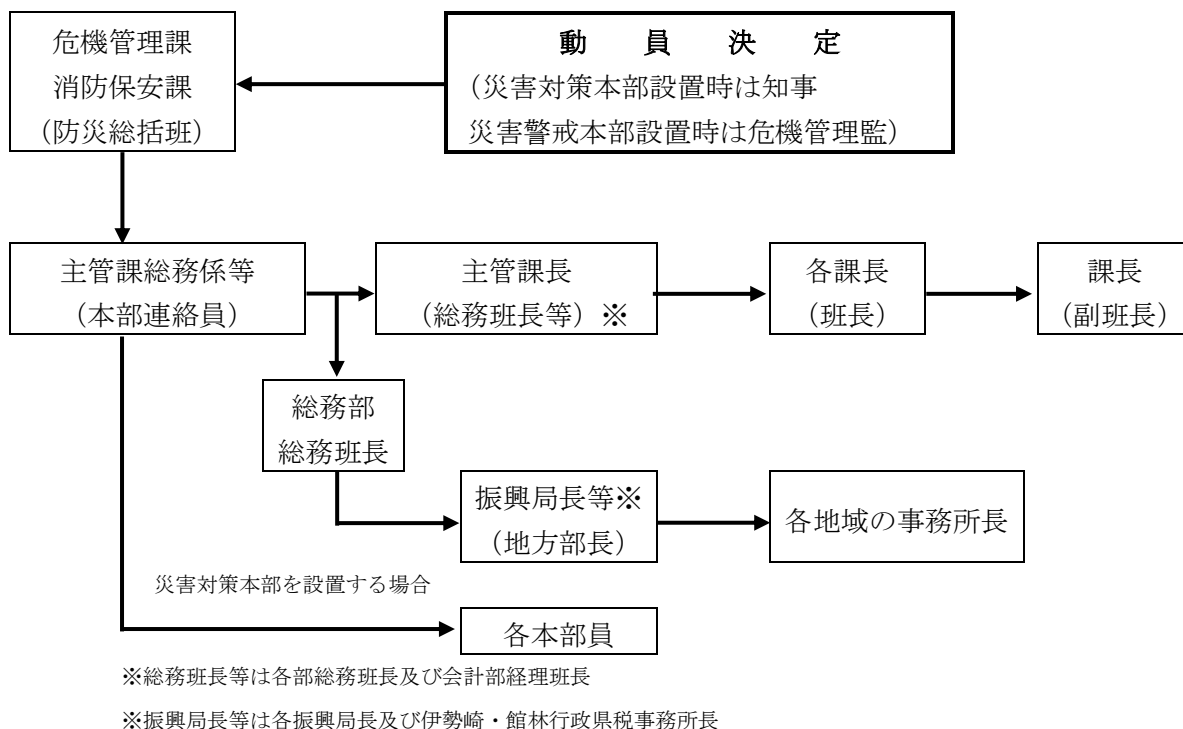 危機管理課
消防保安課
(防災総括班)
動　員　決　定
(災害対策本部設置時は知事
災害警戒本部設置時は危機管理監)
主管課総務係等
(本部連絡員)
主管課長
(総務班長等)※
各課長
(班長)
課長
(副班長)
総務部
総務班長
振興局長等※
(地方部長)
各地域の事務所長
災害対策本部を設置する場合
各本部員
※総務班長等は各部総務班長及び会計部経理班長
※振興局長等は各振興局長及び伊勢崎・館林行政県税事務所長